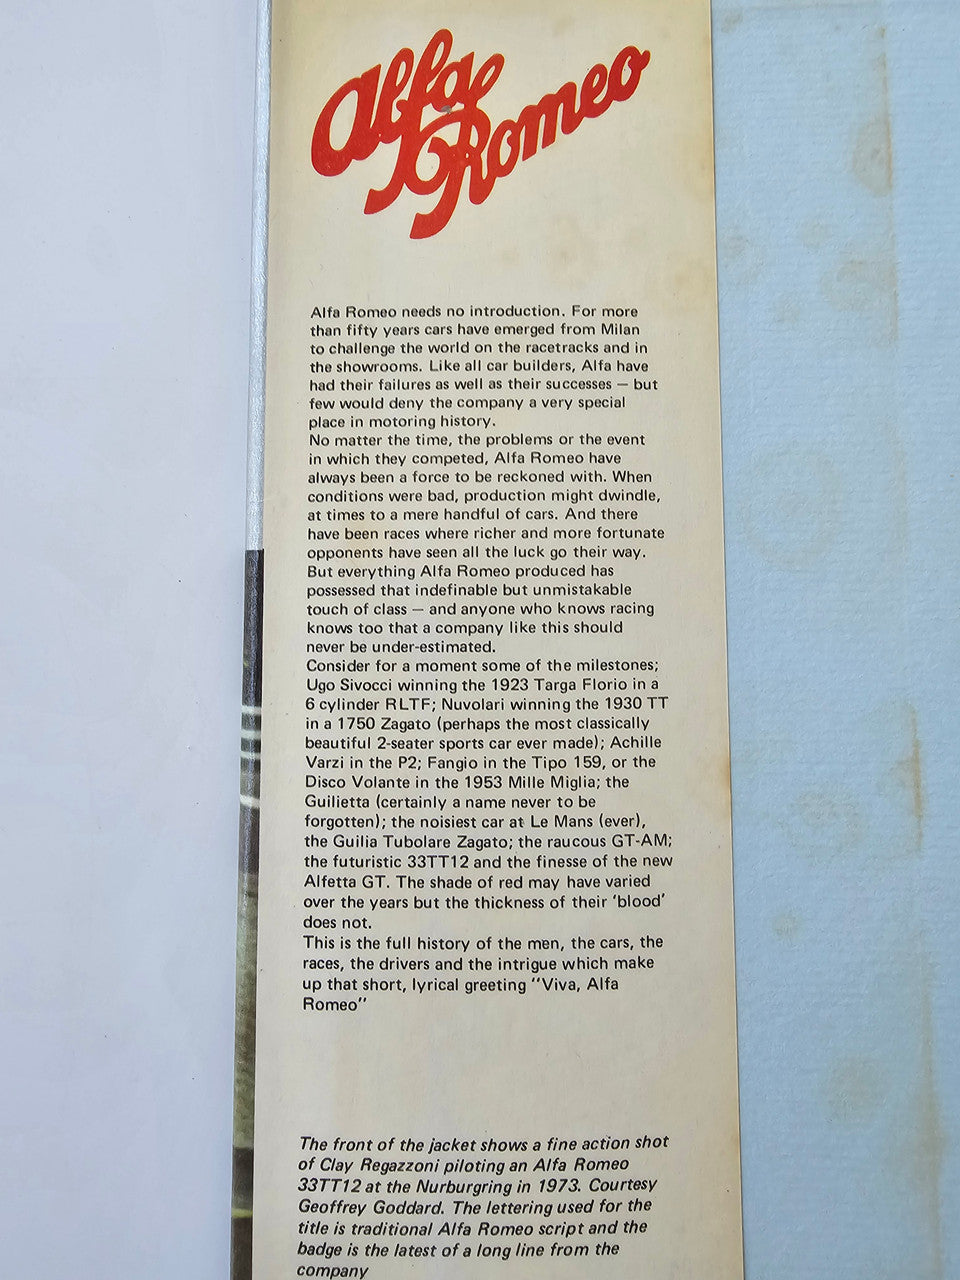 Alfa
Romeo
Alfa Romeo needs no introduction. For more
than fifty years cars have emerged from Milan
to challenge the world on the racetracks and in
the showrooms. Like all car builders, Alfa have
had their failures as well as their successes — but
few would deny the company a very special
place in motoring history.
No matter the time, the problems or the event
in which they competed, Alfa Romeo have
always been a force to be reckoned with. When
conditions were bad, production might dwindle,
at times to a mere handful of cars. And there
have been races where richer and more fortunate
opponents have seen all the luck go their way.
But everything Alfa Romeo produced has
possessed that indefinable but unmistakable
touch of class — and anyone who knows racing
knows too that a company like this should
never be under-estimated.
Consider for a moment some of the milestones;
Ugo Sivocci winning the 1923 Targa Florio in a
6 cylinder RLTF; Nuvolari winning the 1930 TT
in a 1750 Zagato (perhaps the most classically
beautiful 2-seater sports car ever made); Achille
Varzi in the P2; Fangio in the Tipo 159, or the
Disco Volante in the 1953 Mille Miglia; the
Guilietta (certainly a name never to be
forgotten); the noisiest car at Le Mans (ever),
the Guilia Tubolare Zagato; the raucous GT-AM;
the futuristic 33TT12 and the finesse of the new
Alfetta GT. The shade of red may have varied
over the years but the thickness of their ‘blood’
does not.
This is the full history of the men, the cars, the
races, the drivers and the intrigue which make
up that short, lyrical greeting “Viva, Alfa
Romeo”
The front of the jacket shows a fine action shot
of Clay Regazzoni piloting an Alfa Romeo
33TT12 at the Nurburgring in 1973. Courtesy
Geoffrey Goddard. The lettering used for the
title is traditional Alfa Romeo script and the
badge is the latest of a long line from the
company